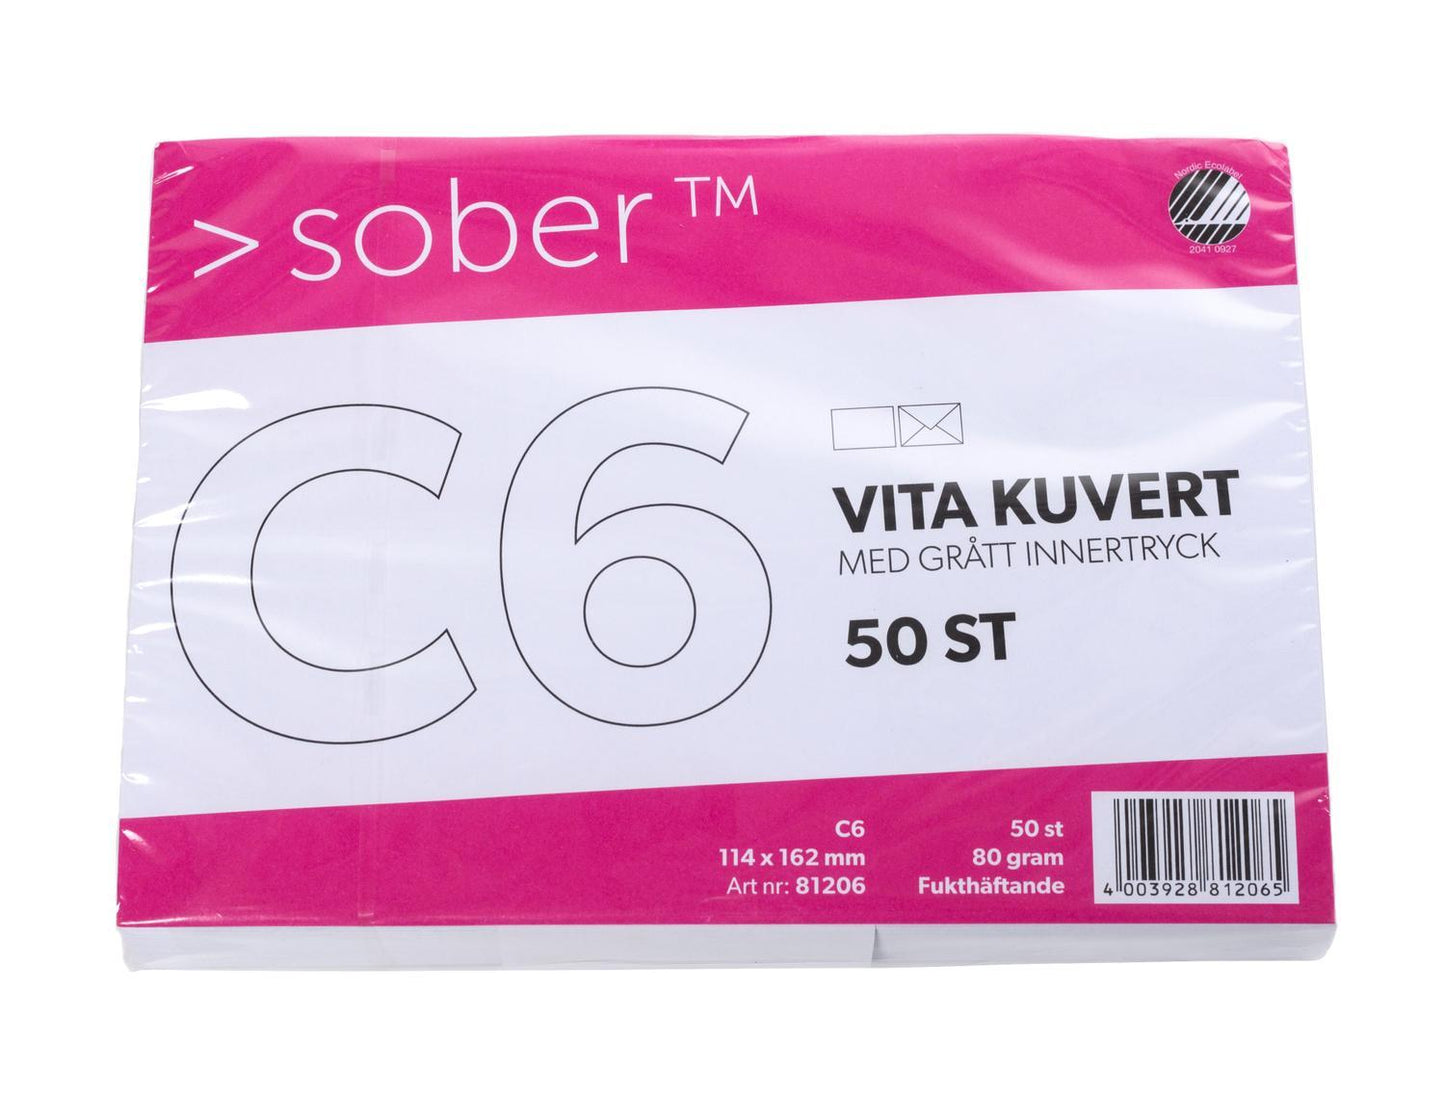 > sober™
Nordic Ecolabel
2041 0927
C6
VITA KUVERT
MED GRÅTT INNERTRYCK
50 ST
C6
114 x 162 mm
Art nr: 81206
50 st
80 gram
Fukthäftande
4 003928 812065